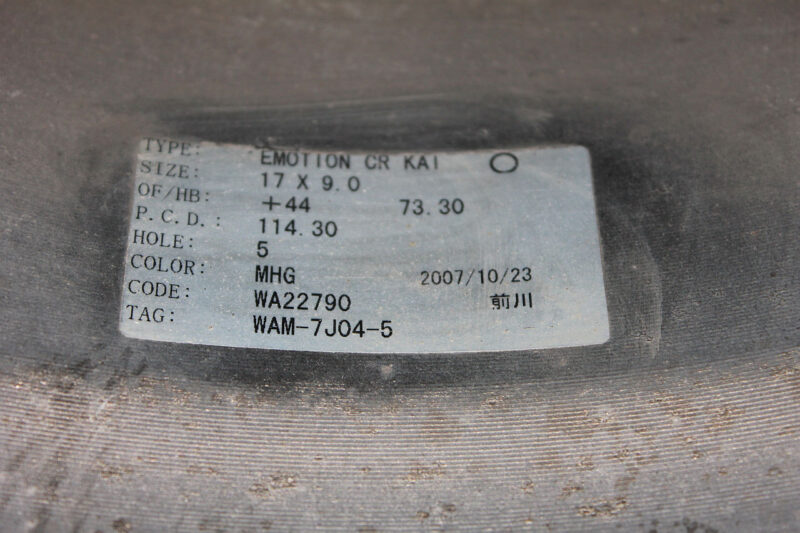 TYPE: EMOTION CR KAI ○
SIZE: 17 X 9.0
OF/HB: +44 73.30
P.C.D.: 114.30
HOLE: 5
COLOR: MHG 2007/10/23
CODE: WA22790 前川
TAG: WAM-7J04-5